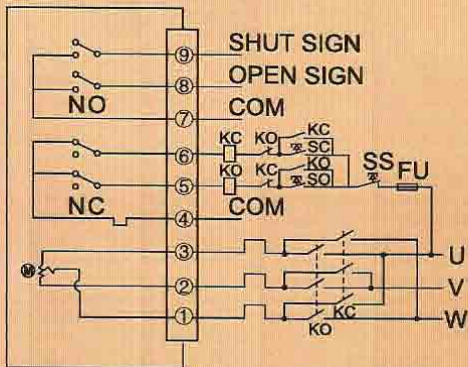 ⑨ SHUT SIGN
⑧ OPEN SIGN
NO
⑦ COM
KC KO KC
⑥ SC
KO KC KO
⑤ SO SS FU
NC
④ COM
③ U
M
② V
① W
KO KC